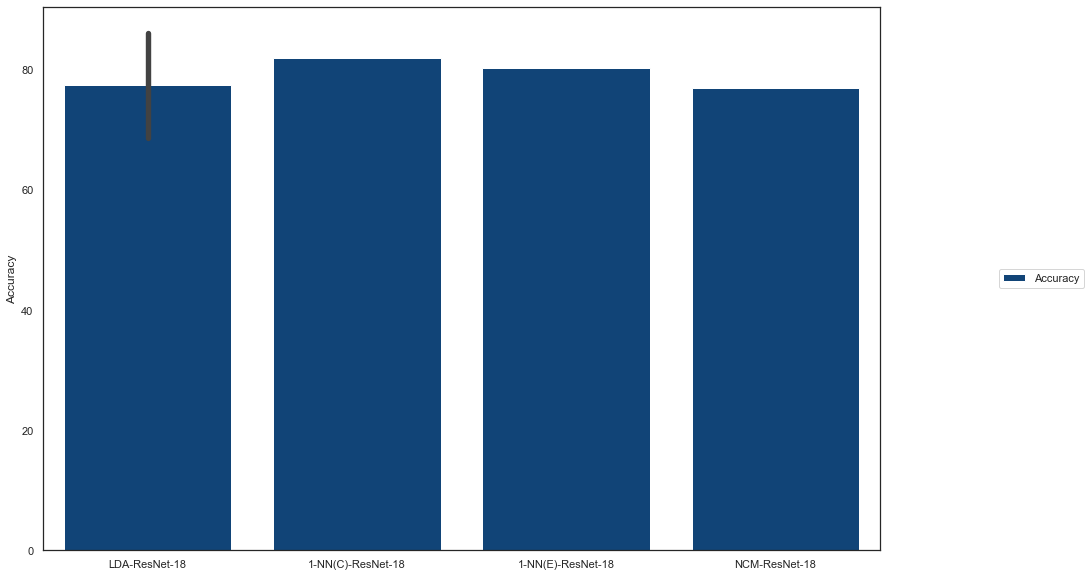 80
60
40
20
0
Accuracy
LDA-ResNet-18
1-NN(C)-ResNet-18
1-NN(E)-ResNet-18
NCM-ResNet-18
Accuracy